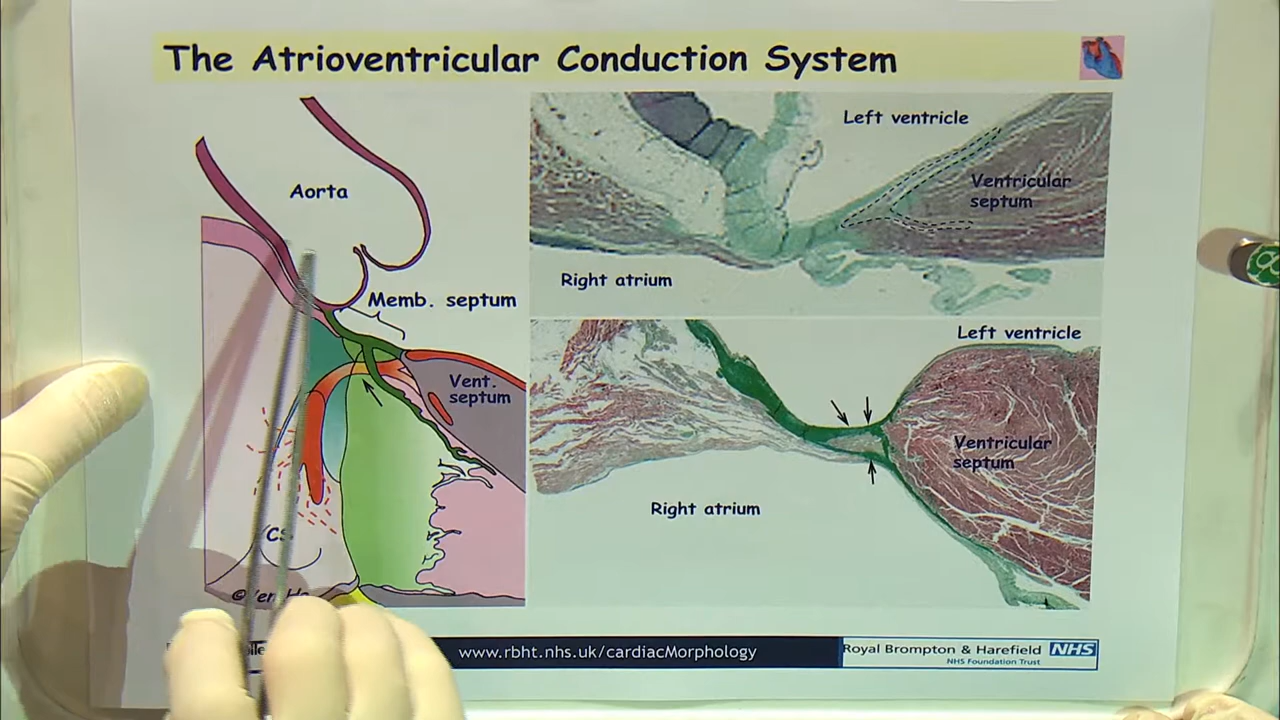 The Atrioventricular Conduction System
Aorta
Memb. septum
Vent.
septum
CS
Left ventricle
Ventricular
septum
Right atrium
Left ventricle
Ventricular
septum
Right atrium
www.rbht.nhs.uk/cardiacMorphology
Royal Brompton & Harefield NHS
NHS Foundation Trust